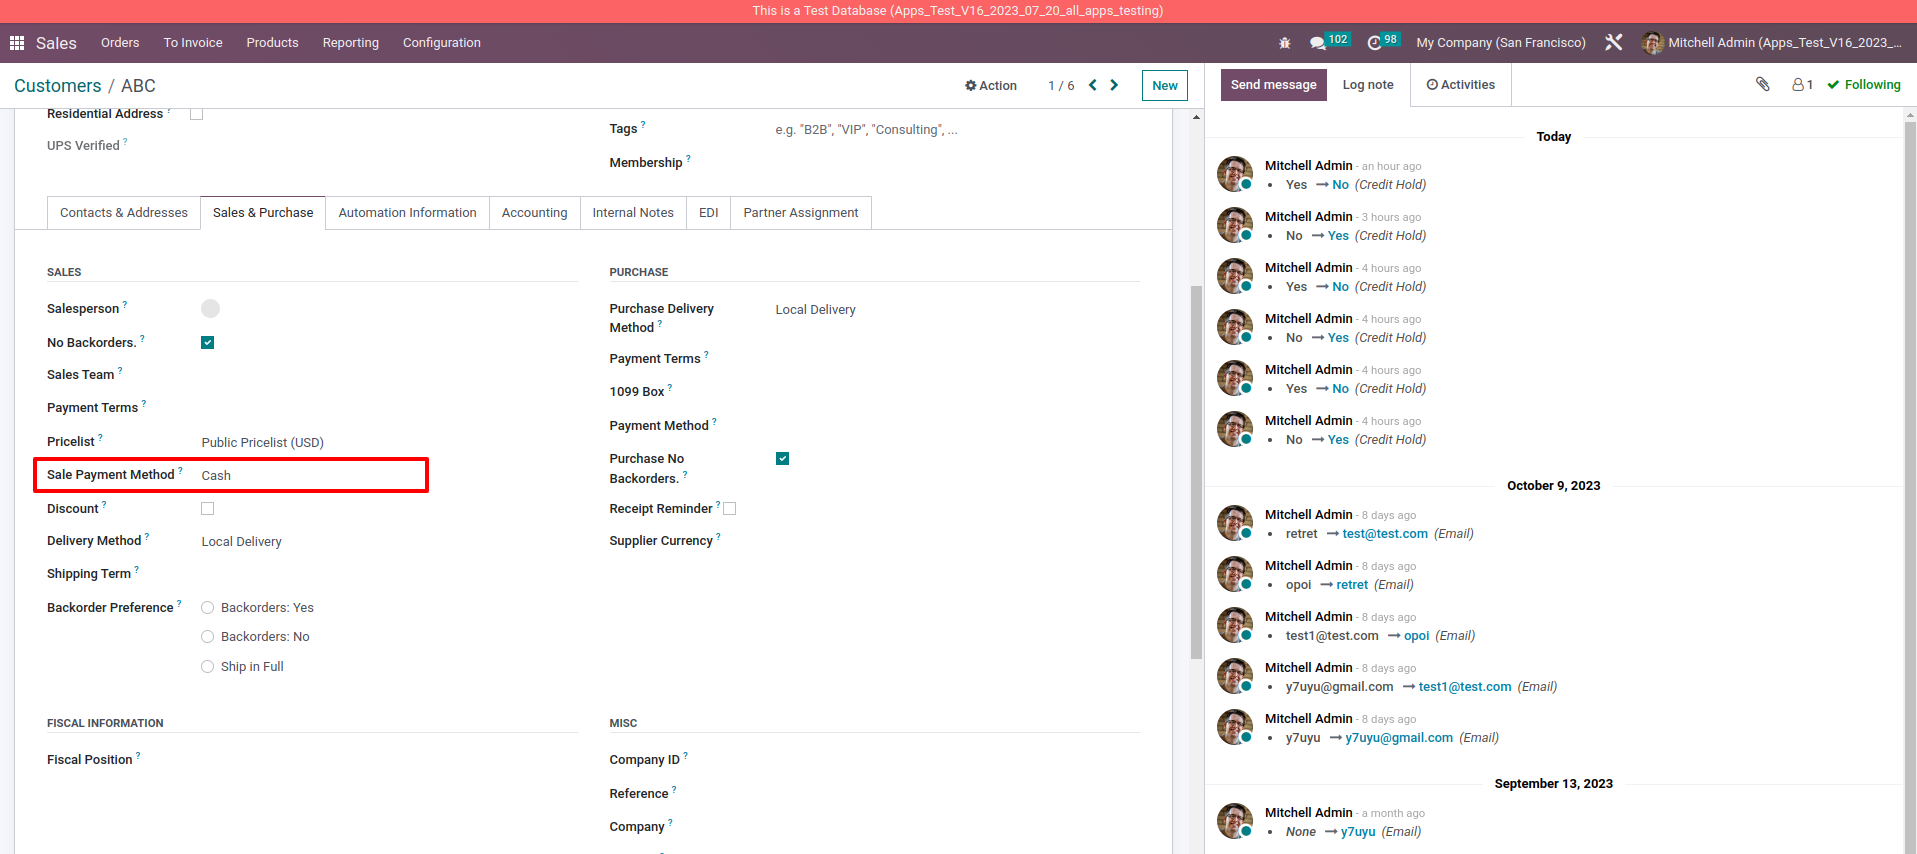 This is a Test Database (Apps_Test_V16_2023_07_20_all_apps_testing)
Sales Orders To Invoice Products Reporting Configuration 102 98 My Company (San Francisco) Mitchell Admin (Apps_Test_V16_2023_...
Customers / ABC Action 1 / 6 New
Residential Address ?
UPS Verified ?
Tags ? e.g. "B2B", "VIP", "Consulting", ...
Membership ?
Contacts & Addresses Sales & Purchase Automation Information Accounting Internal Notes EDI Partner Assignment
SALES
Salesperson ?
No Backorders. ?
Sales Team ?
Payment Terms ?
Pricelist ? Public Pricelist (USD)
Sale Payment Method ? Cash
Discount ?
Delivery Method ? Local Delivery
Shipping Term ?
Backorder Preference ? Backorders: Yes
Backorders: No
Ship in Full
PURCHASE
Purchase Delivery Local Delivery
Method ?
Payment Terms ?
1099 Box ?
Payment Method ?
Purchase No
Backorders. ?
Receipt Reminder ?
Supplier Currency ?
FISCAL INFORMATION
Fiscal Position ?
MISC
Company ID ?
Reference ?
Company ?
Send message Log note Activities 1 Following
Today
Mitchell Admin - an hour ago
• Yes → No (Credit Hold)
Mitchell Admin - 3 hours ago
• No → Yes (Credit Hold)
Mitchell Admin - 4 hours ago
• Yes → No (Credit Hold)
Mitchell Admin - 4 hours ago
• No → Yes (Credit Hold)
Mitchell Admin - 4 hours ago
• Yes → No (Credit Hold)
Mitchell Admin - 4 hours ago
• No → Yes (Credit Hold)
October 9, 2023
Mitchell Admin - 8 days ago
• retret → test@test.com (Email)
Mitchell Admin - 8 days ago
• opoi → retret (Email)
Mitchell Admin - 8 days ago
• test1@test.com → opoi (Email)
Mitchell Admin - 8 days ago
• y7uyu@gmail.com → test1@test.com (Email)
Mitchell Admin - 8 days ago
• y7uyu → y7uyu@gmail.com (Email)
September 13, 2023
Mitchell Admin - a month ago
• None → y7uyu (Email)